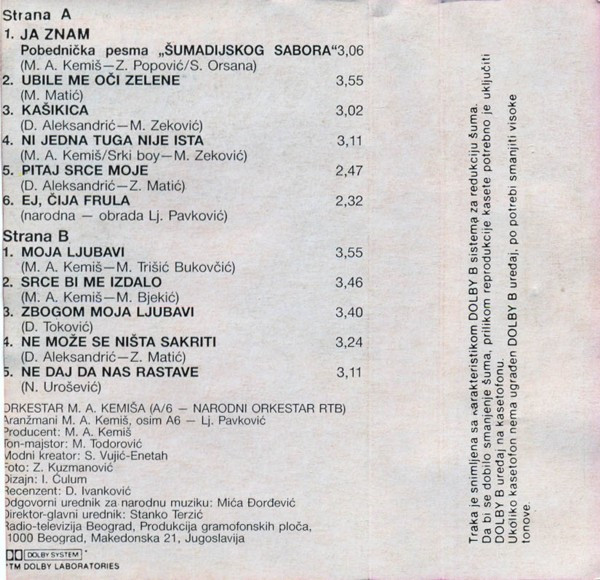 Strana A
1. JA ZNAM
Pobednička pesma „ŠUMADIJSKOG SABORA“ 3,06
(M. A. Kemiš—Z. Popović/S. Orsana)
2. UBILE ME OČI ZELENE 3,55
(M. Matić)
3. KAŠIKICA 3,02
(D. Aleksandrić—M. Zeković)
4. NI JEDNA TUGA NIJE ISTA 3,11
(M. A. Kemiš/Srki boy—M. Zeković)
5. PITAJ SRCE MOJE 2,47
(D. Aleksandrić—Z. Matić)
6. EJ, ČIJA FRULA 2,32
(narodna — obrada Lj. Pavković)
Strana B
1. MOJA LJUBAVI 3,55
(M. A. Kemiš—M. Trišić Bukovčić)
2. SRCE BI ME IZDALO 3,46
(M. A. Kemiš—M. Bjekić)
3. ZBOGOM MOJA LJUBAVI 3,40
(D. Toković)
4. NE MOŽE SE NIŠTA SAKRITI 3,24
(D. Aleksandrić—Z. Matić)
5. NE DAJ DA NAS RASTAVE 3,11
(N. Urošević)
ORKESTAR M. A. KEMIŠA (A/6 — NARODNI ORKESTAR RTB)
Aranžmani M. A. Kemiš, osim A6 — Lj. Pavković
Producent: M. A. Kemiš
Ton-majstor: M. Todorović
Modni kreator: S. Vujić-Enetah
Foto: Z. Kuzmanović
Dizajn: I. Ćulum
Recenzent: D. Ivanković
Odgovorni urednik za narodnu muziku: Mića Đorđević
Direktor-glavni urednik: Stanko Terzić
Radio-televizija Beograd, Produkcija gramofonskih ploča,
11000 Beograd, Makedonska 21, Jugoslavija
DOLBY SYSTEM *
*TM DOLBY LABORATORIES
Traka je snimljena sa karakteristikom DOLBY B sistema za redukciju šuma.
Da bi se dobilo smanjenje šuma, prilikom reprodukcije kasete potrebno je uključiti
DOLBY B uređaj na kasetofonu.
Ukoliko kasetofon nema ugrađen DOLBY B uređaj, po potrebi smanjiti visoke
tonove.